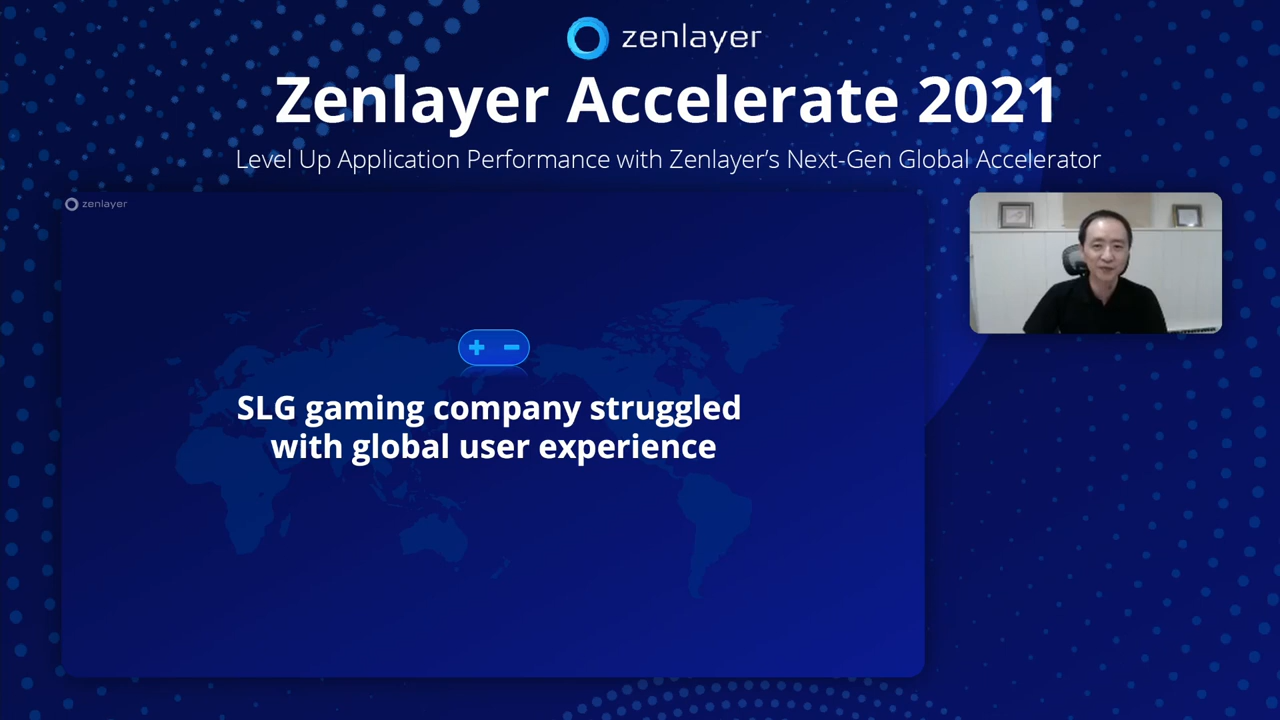 zenlayer
Zenlayer Accelerate 2021
Level Up Application Performance with Zenlayer’s Next-Gen Global Accelerator
zenlayer
SLG gaming company struggled
with global user experience